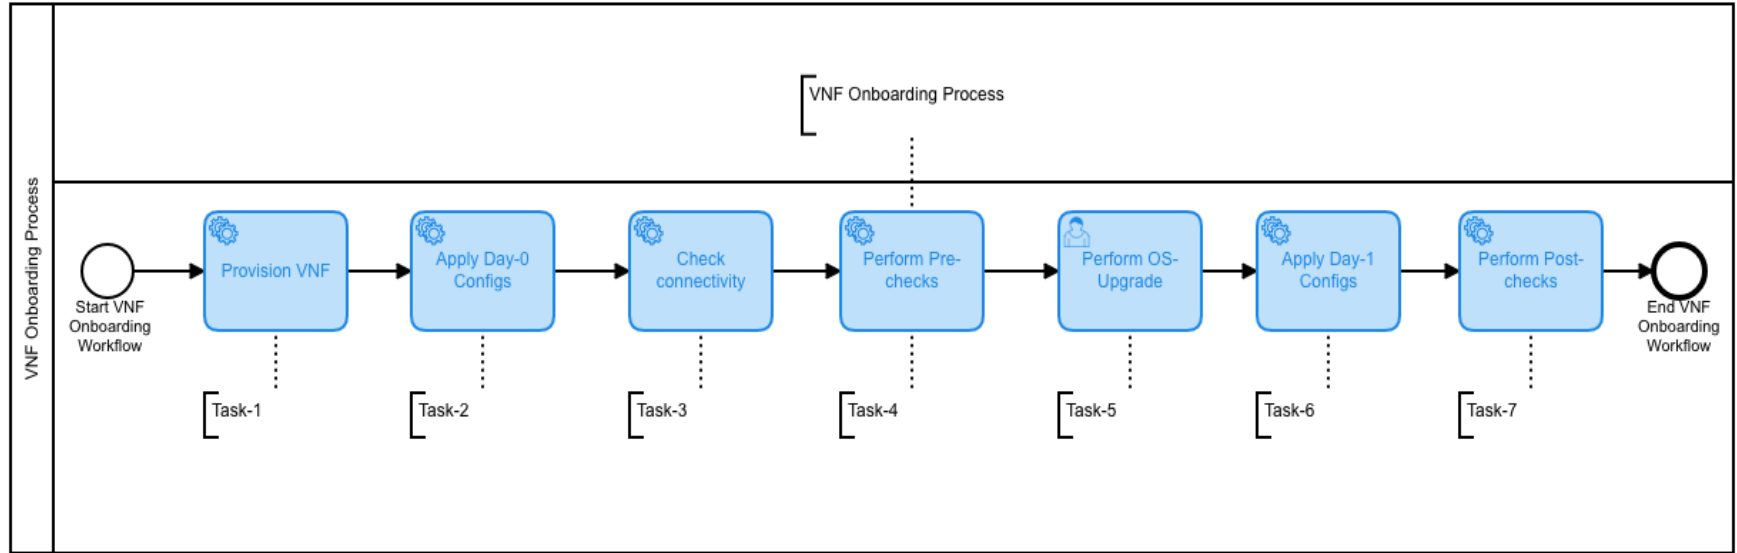 VNF Onboarding Process
VNF Onboarding Process
Start VNF
Onboarding
Workflow
Provision VNF
Apply Day-0
Configs
Check
connectivity
Perform Pre-
checks
Perform OS-
Upgrade
Apply Day-1
Configs
Perform Post-
checks
End VNF
Onboarding
Workflow
Task-1
Task-2
Task-3
Task-4
Task-5
Task-6
Task-7